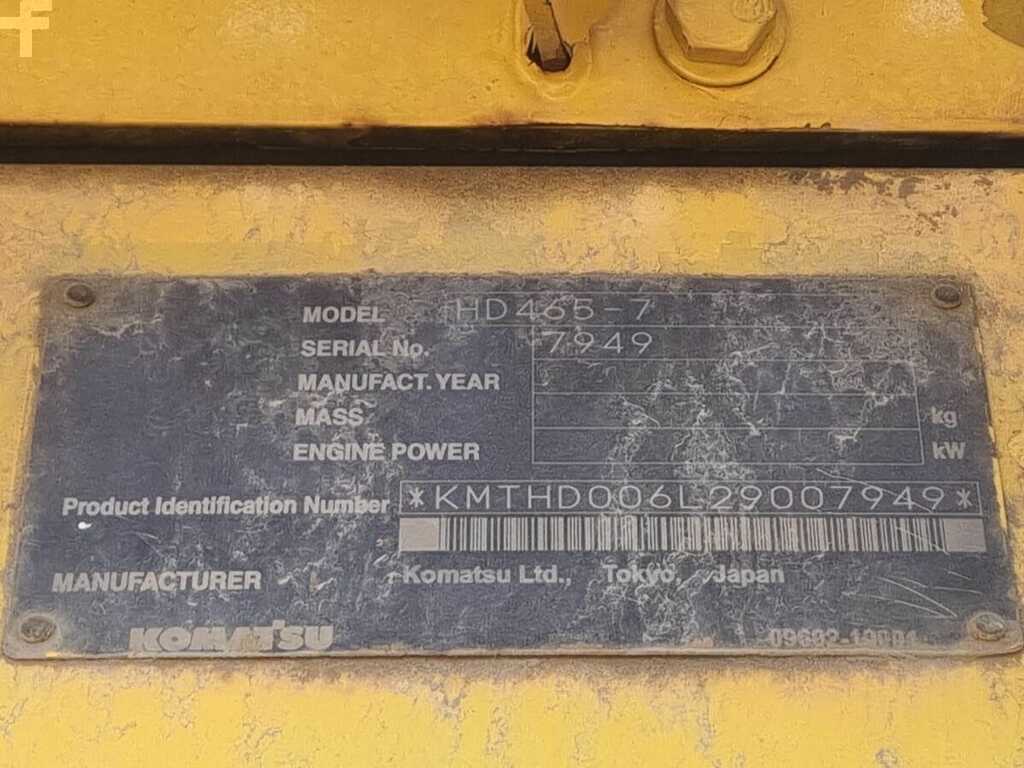 MODEL HD465-7
SERIAL No. 7949
MANUFACT. YEAR
MASS kg
ENGINE POWER kW
Product Identification Number *KMTHD006L29007949*
MANUFACTURER Komatsu Ltd., Tokyo, Japan
KOMATSU